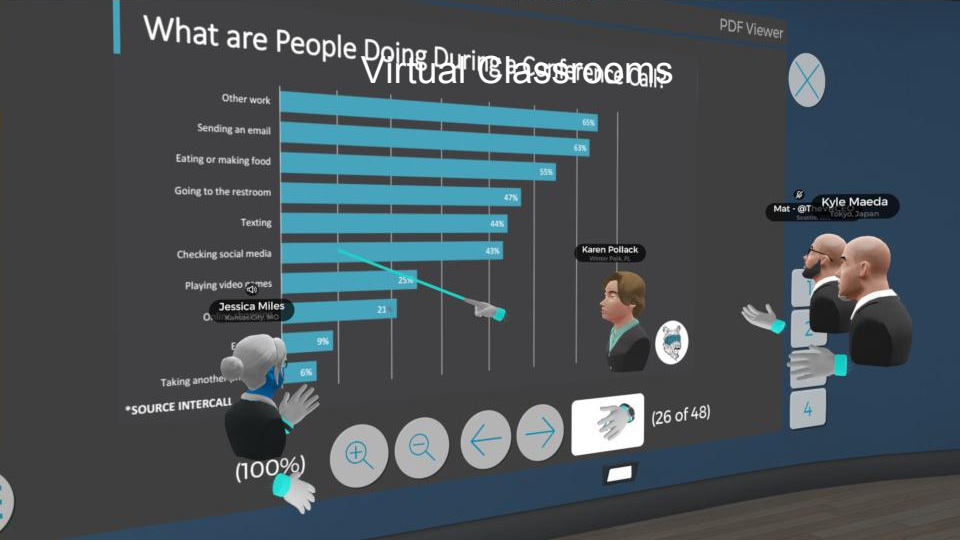 PDF Viewer
What are People Doing During a Conference Call?
Virtual Classrooms
Other work
65%
Sending an email
63%
Eating or making food
55%
Going to the restroom
47%
Texting
44%
Checking social media
43%
Playing video games
25%
21
9%
Taking another
6%
*SOURCE INTERCALL
Jessica Miles
Kansas City, MO
Karen Pollack
Winter Park, FL
Mat - @T
Kyle Maeda
Tokyo, Japan
1
2
4
(100%)
(26 of 48)